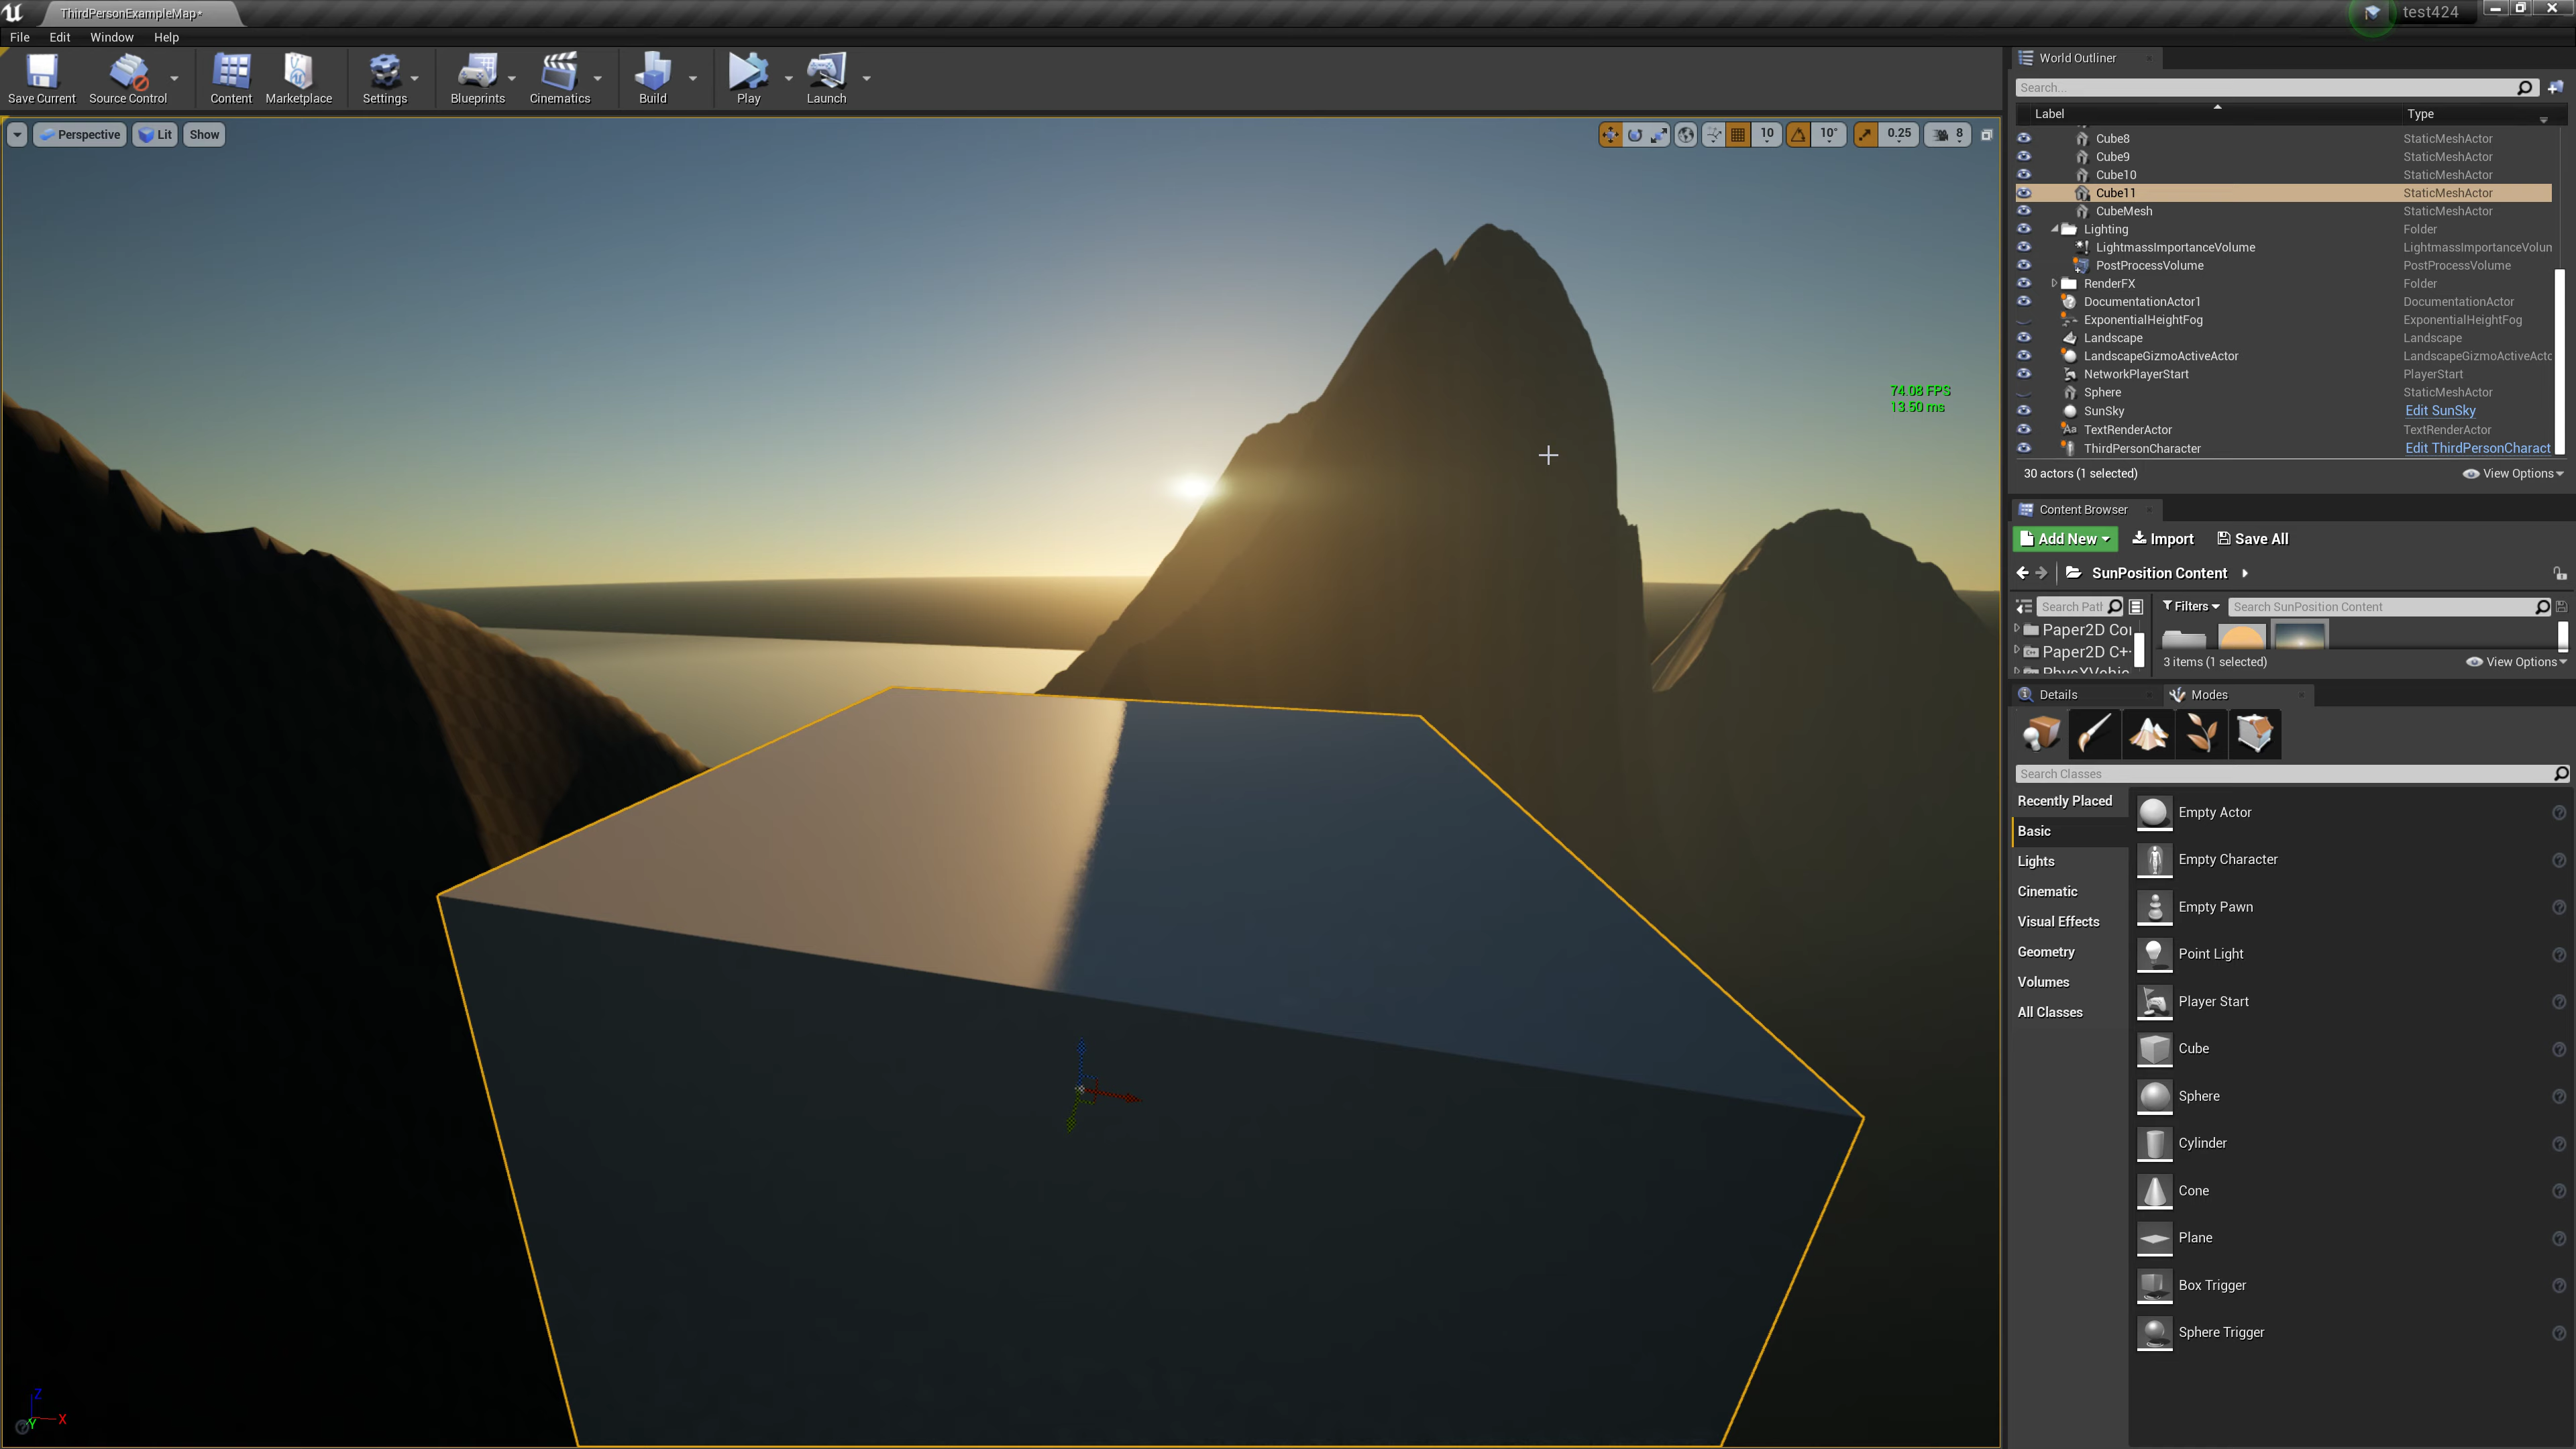 ThirdPersonExampleMap*
test424
File Edit Window Help
Save Current
Source Control
Content
Marketplace
Settings
Blueprints
Cinematics
Build
Play
Launch
Perspective
Lit
Show
10
10°
0.25
8
74.08 FPS
13.50 ms
Z
X
Y
World Outliner
Search...
Label Type
Cube8 StaticMeshActor
Cube9 StaticMeshActor
Cube10 StaticMeshActor
Cube11 StaticMeshActor
CubeMesh StaticMeshActor
Lighting Folder
LightmassImportanceVolume LightmassImportanceVolun
PostProcessVolume PostProcessVolume
RenderFX Folder
DocumentationActor1 DocumentationActor
ExponentialHeightFog ExponentialHeightFog
Landscape Landscape
LandscapeGizmoActiveActor LandscapeGizmoActiveActc
NetworkPlayerStart PlayerStart
Sphere StaticMeshActor
SunSky Edit SunSky
TextRenderActor TextRenderActor
ThirdPersonCharacter Edit ThirdPersonCharact
30 actors (1 selected) View Options
Content Browser
Add New Import Save All
SunPosition Content
Search Patl Filters Search SunPosition Content
Paper2D Co
Paper2D C+
3 items (1 selected) View Options
Details Modes
Search Classes
Recently Placed
Basic
Lights
Cinematic
Visual Effects
Geometry
Volumes
All Classes
Empty Actor
Empty Character
Empty Pawn
Point Light
Player Start
Cube
Sphere
Cylinder
Cone
Plane
Box Trigger
Sphere Trigger